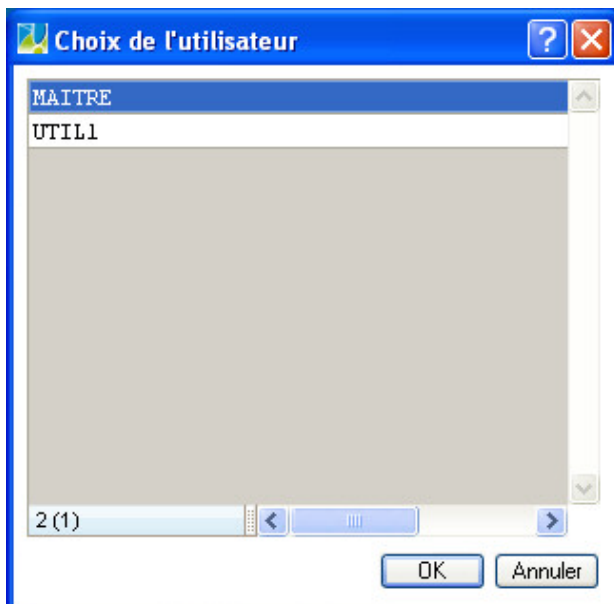 Choix de l'utilisateur
MAITRE
UTIL1
2 (1)
OK Annuler